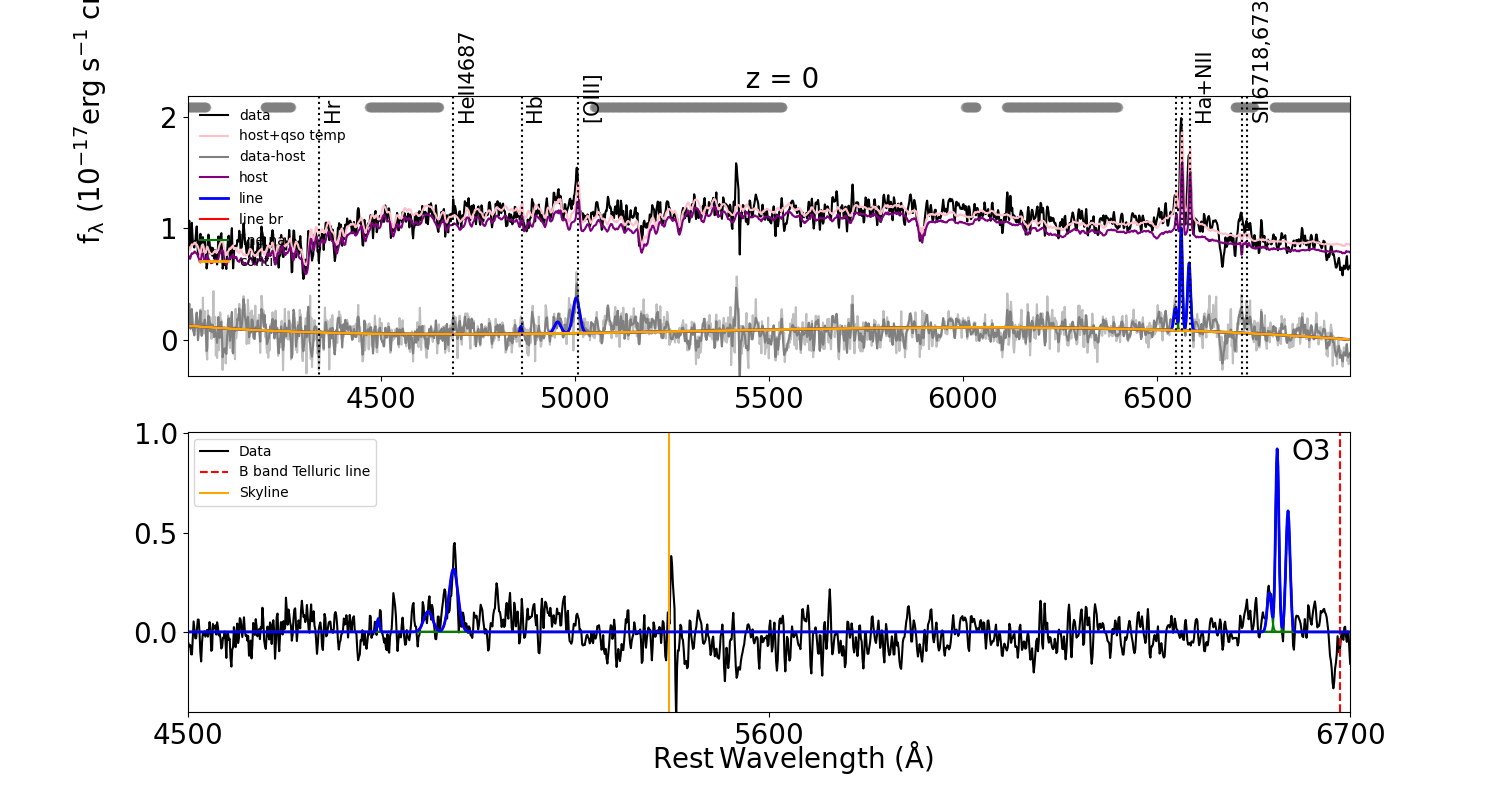 z = 0
f_λ (10^{-17} erg s^{-1} c
Hr
HeII4687
Hb
[OIII]
Ha+NII
SII6718,673
2
1
0
data
host+qso temp
data-host
host
line
line br
4500
5000
5500
6000
6500
1.0
0.5
0.0
Data
B band Telluric line
Skyline
O3
4500
5600
6700
Rest Wavelength (Å)